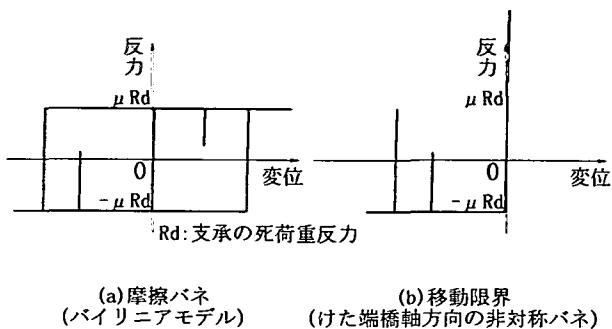 反力
μRd
0
変位
-μRd
Rd:支承の死荷重反力
(a)摩擦バネ
(バイリニアモデル)
反力
μRd
0
変位
-μRd
(b)移動限界
(けた端橋軸方向の非対称バネ)